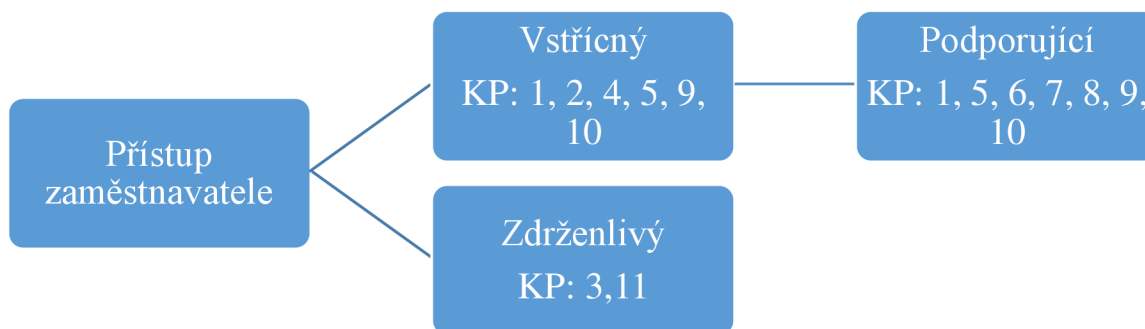 Přístup
zaměstnavatele
Vstřícný
KP: 1, 2, 4, 5, 9,
10
Podporující
KP: 1, 5, 6, 7, 8, 9,
10
Zdrženlivý
KP: 3,11